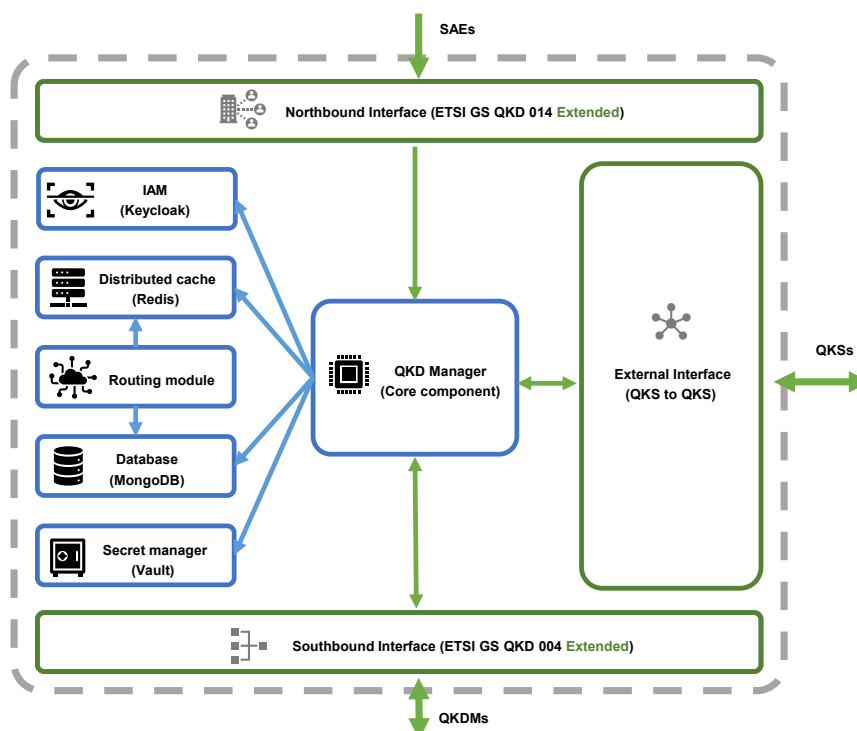 SAEs
Northbound Interface (ETSI GS QKD 014 Extended)
IAM
(Keycloak)
Distributed cache
(Redis)
Routing module
Database
(MongoDB)
Secret manager
(Vault)
QKD Manager
(Core component)
External Interface
(QKS to QKS)
QKSs
Southbound Interface (ETSI GS QKD 004 Extended)
QKDMs